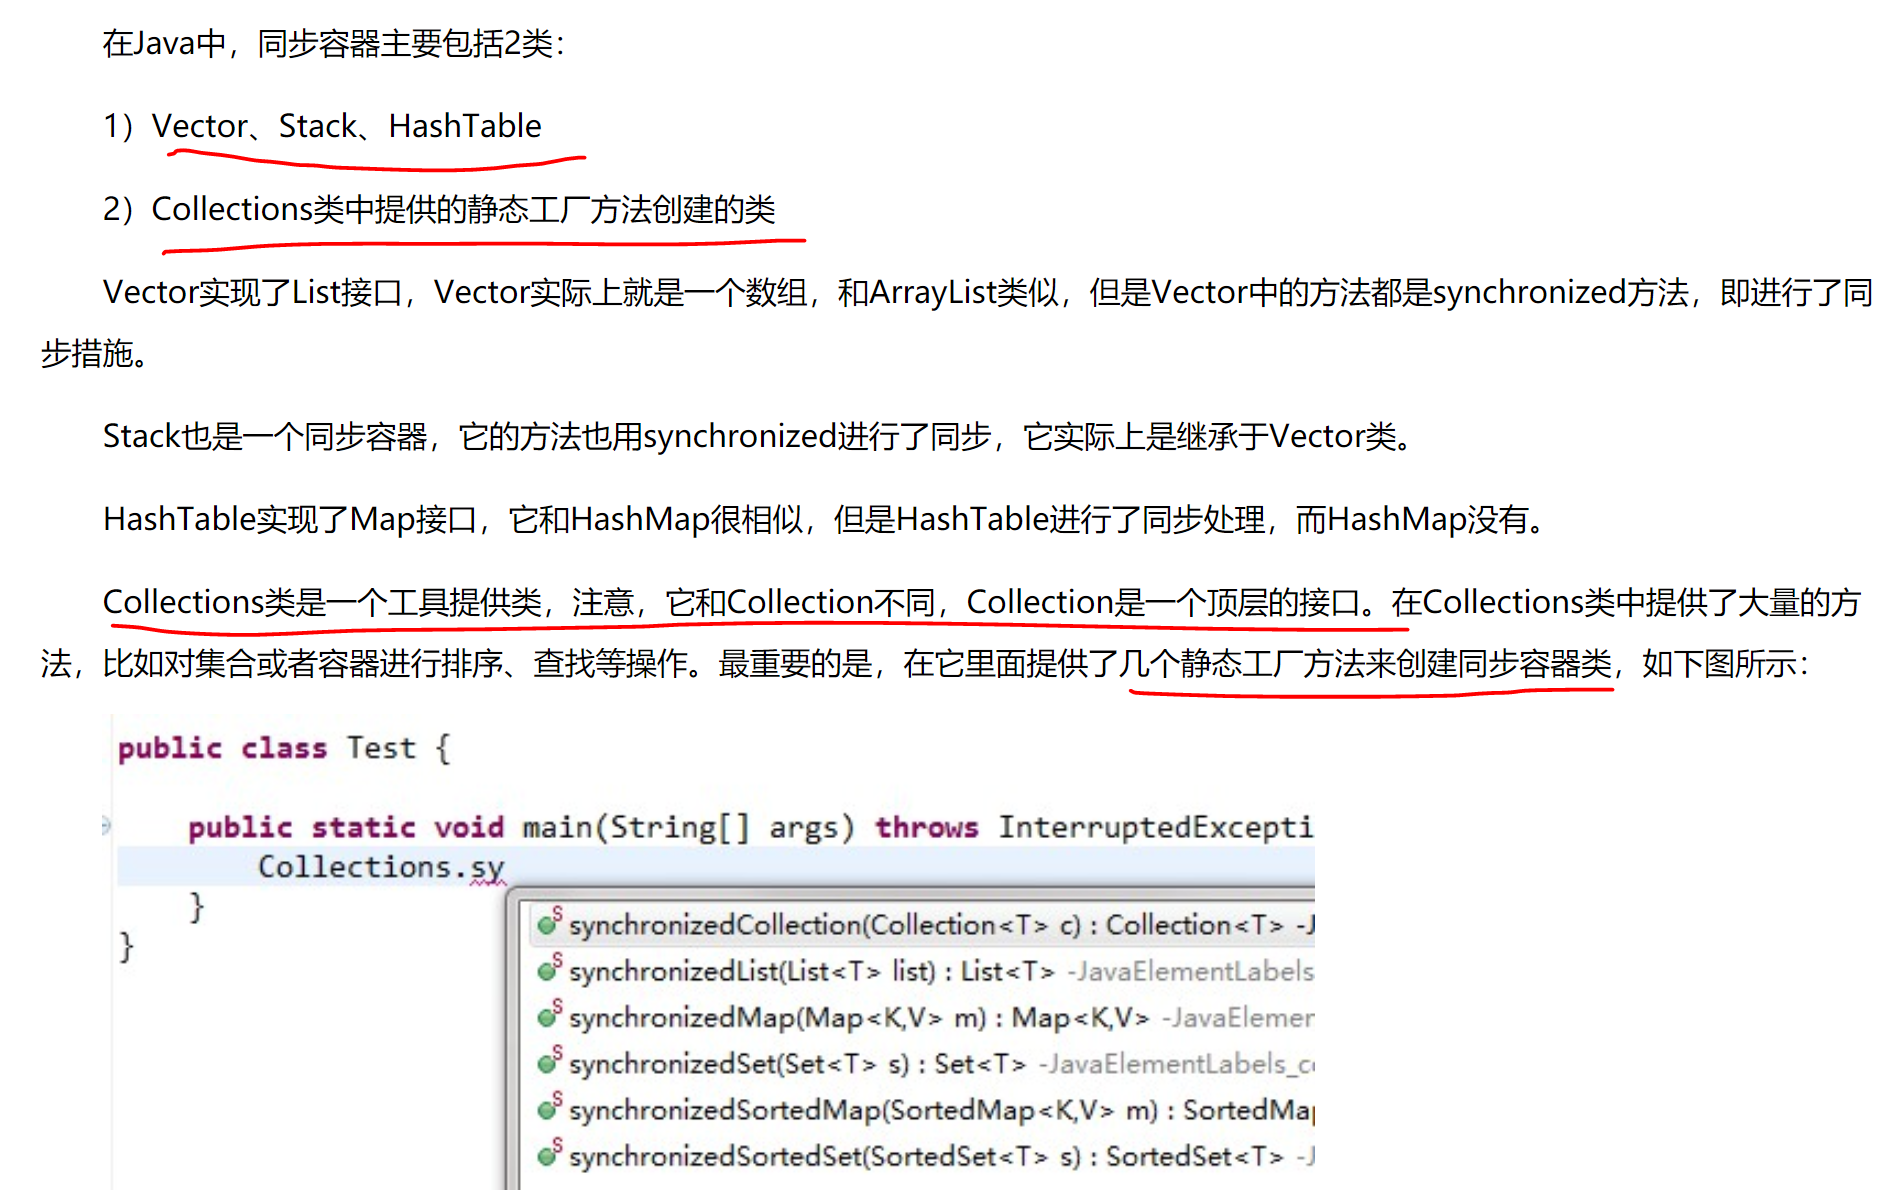 在Java中，同步容器主要包括2类：
1）Vector、Stack、HashTable
2）Collections类中提供的静态工厂方法创建的类
Vector实现了List接口，Vector实际上就是一个数组，和ArrayList类似，但是Vector中的方法都是synchronized方法，即进行了同
步措施。
Stack也是一个同步容器，它的方法也用synchronized进行了同步，它实际上是继承于Vector类。
HashTable实现了Map接口，它和HashMap很相似，但是HashTable进行了同步处理，而HashMap没有。
Collections类是一个工具提供类，注意，它和Collection不同，Collection是一个顶层的接口。在Collections类中提供了大量的方
法，比如对集合或者容器进行排序、查找等操作。最重要的是，在它里面提供了几个静态工厂方法来创建同步容器类，如下图所示：
public class Test {
public static void main(String[] args) throws InterruptedExcepti
Collections.sy
}
}
synchronizedCollection(Collection<T> c) : Collection<T> -J
synchronizedList(List<T> list) : List<T> -JavaElementLabels
synchronizedMap(Map<K,V> m) : Map<K,V> -JavaElemen
synchronizedSet(Set<T> s) : Set<T> -JavaElementLabels_c
synchronizedSortedMap(SortedMap<K,V> m) : SortedMap
synchronizedSortedSet(SortedSet<T> s) : SortedSet<T> -J